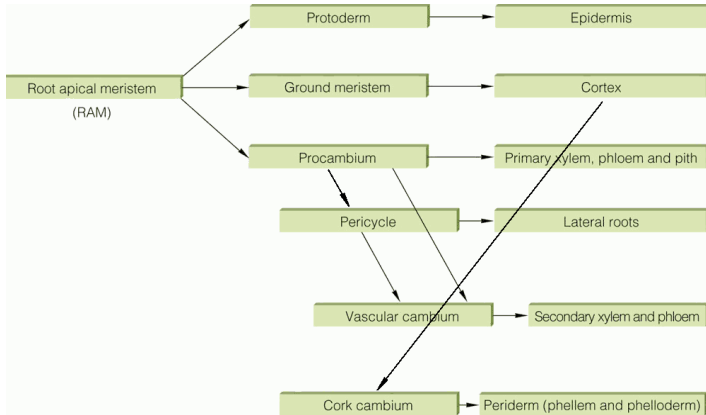 Protoderm
Epidermis
Root apical meristem
(RAM)
Ground meristem
Cortex
Procambium
Primary xylem, phloem and pith
Pericycle
Lateral roots
Vascular cambium
Secondary xylem and phloem
Cork cambium
Periderm (phellem and phelloderm)